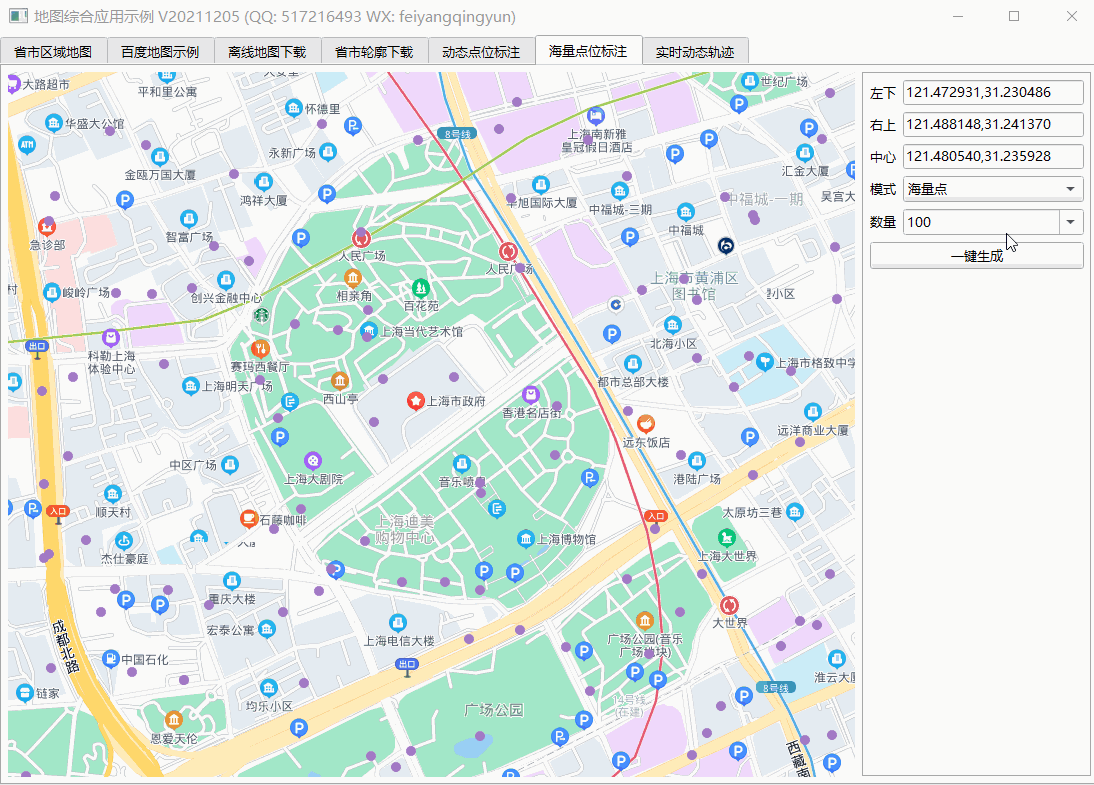 地图综合应用示例 V20211205 (QQ: 517216493 WX: feiyangqingyun)
省市区域地图
百度地图示例
离线地图下载
省市轮廓下载
动态点位标注
海量点位标注
实时动态轨迹
左下
121.472931,31.230486
右上
121.488148,31.241370
中心
121.480540,31.235928
模式
海量点
数量
100
一键生成
大路超市
平和里公寓
世纪广场
怀德里
华盛大公馆
8号线
上海南新雅
皇冠假日酒店
ATM
永新广场
金瓯万国大厦
汇金大厦
鸿祥大厦
旭国际大厦
中福城-三期
中福城-一期
吴宫大
智富广场
中福城
急诊部
人民广场
人民广场
上海市黄浦区
图书馆
相亲角
百花苑
村
峻岭广场
创兴金融中心
小区
上海当代艺术馆
北海小区
出口
科勒上海
体验中心
赛玛西餐厅
上海市格致中学
都市总部大楼
上海明天广场
西山亭
上海市政府
香港名店街
远洋商业大厦
远东饭店
中区广场
上海大剧院
音乐喷泉
港陆广场
顺天村
入口
石藤咖啡
上海迪美
购物中心
入口
大原坊三巷
上海博物馆
上海大世界
杰仕豪庭
重庆大楼
大世界
宏泰公寓
上海电信大楼
广场公园(音乐
广场地块)
成都北路
中国石化
出口
淮云大厦
8号线
链家
均乐小区
14号线
(在建)
广场公园
恩爱天伦
西藏南